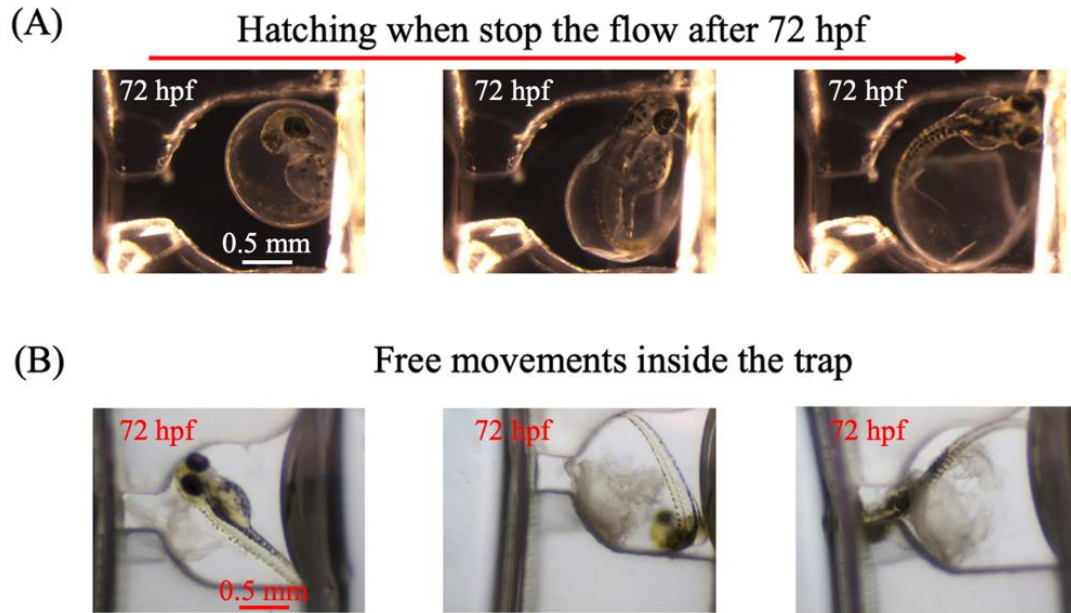 (A)
Hatching when stop the flow after 72 hpf
72 hpf
72 hpf
72 hpf
0.5 mm
(B)
Free movements inside the trap
72 hpf
72 hpf
72 hpf
0.5 mm